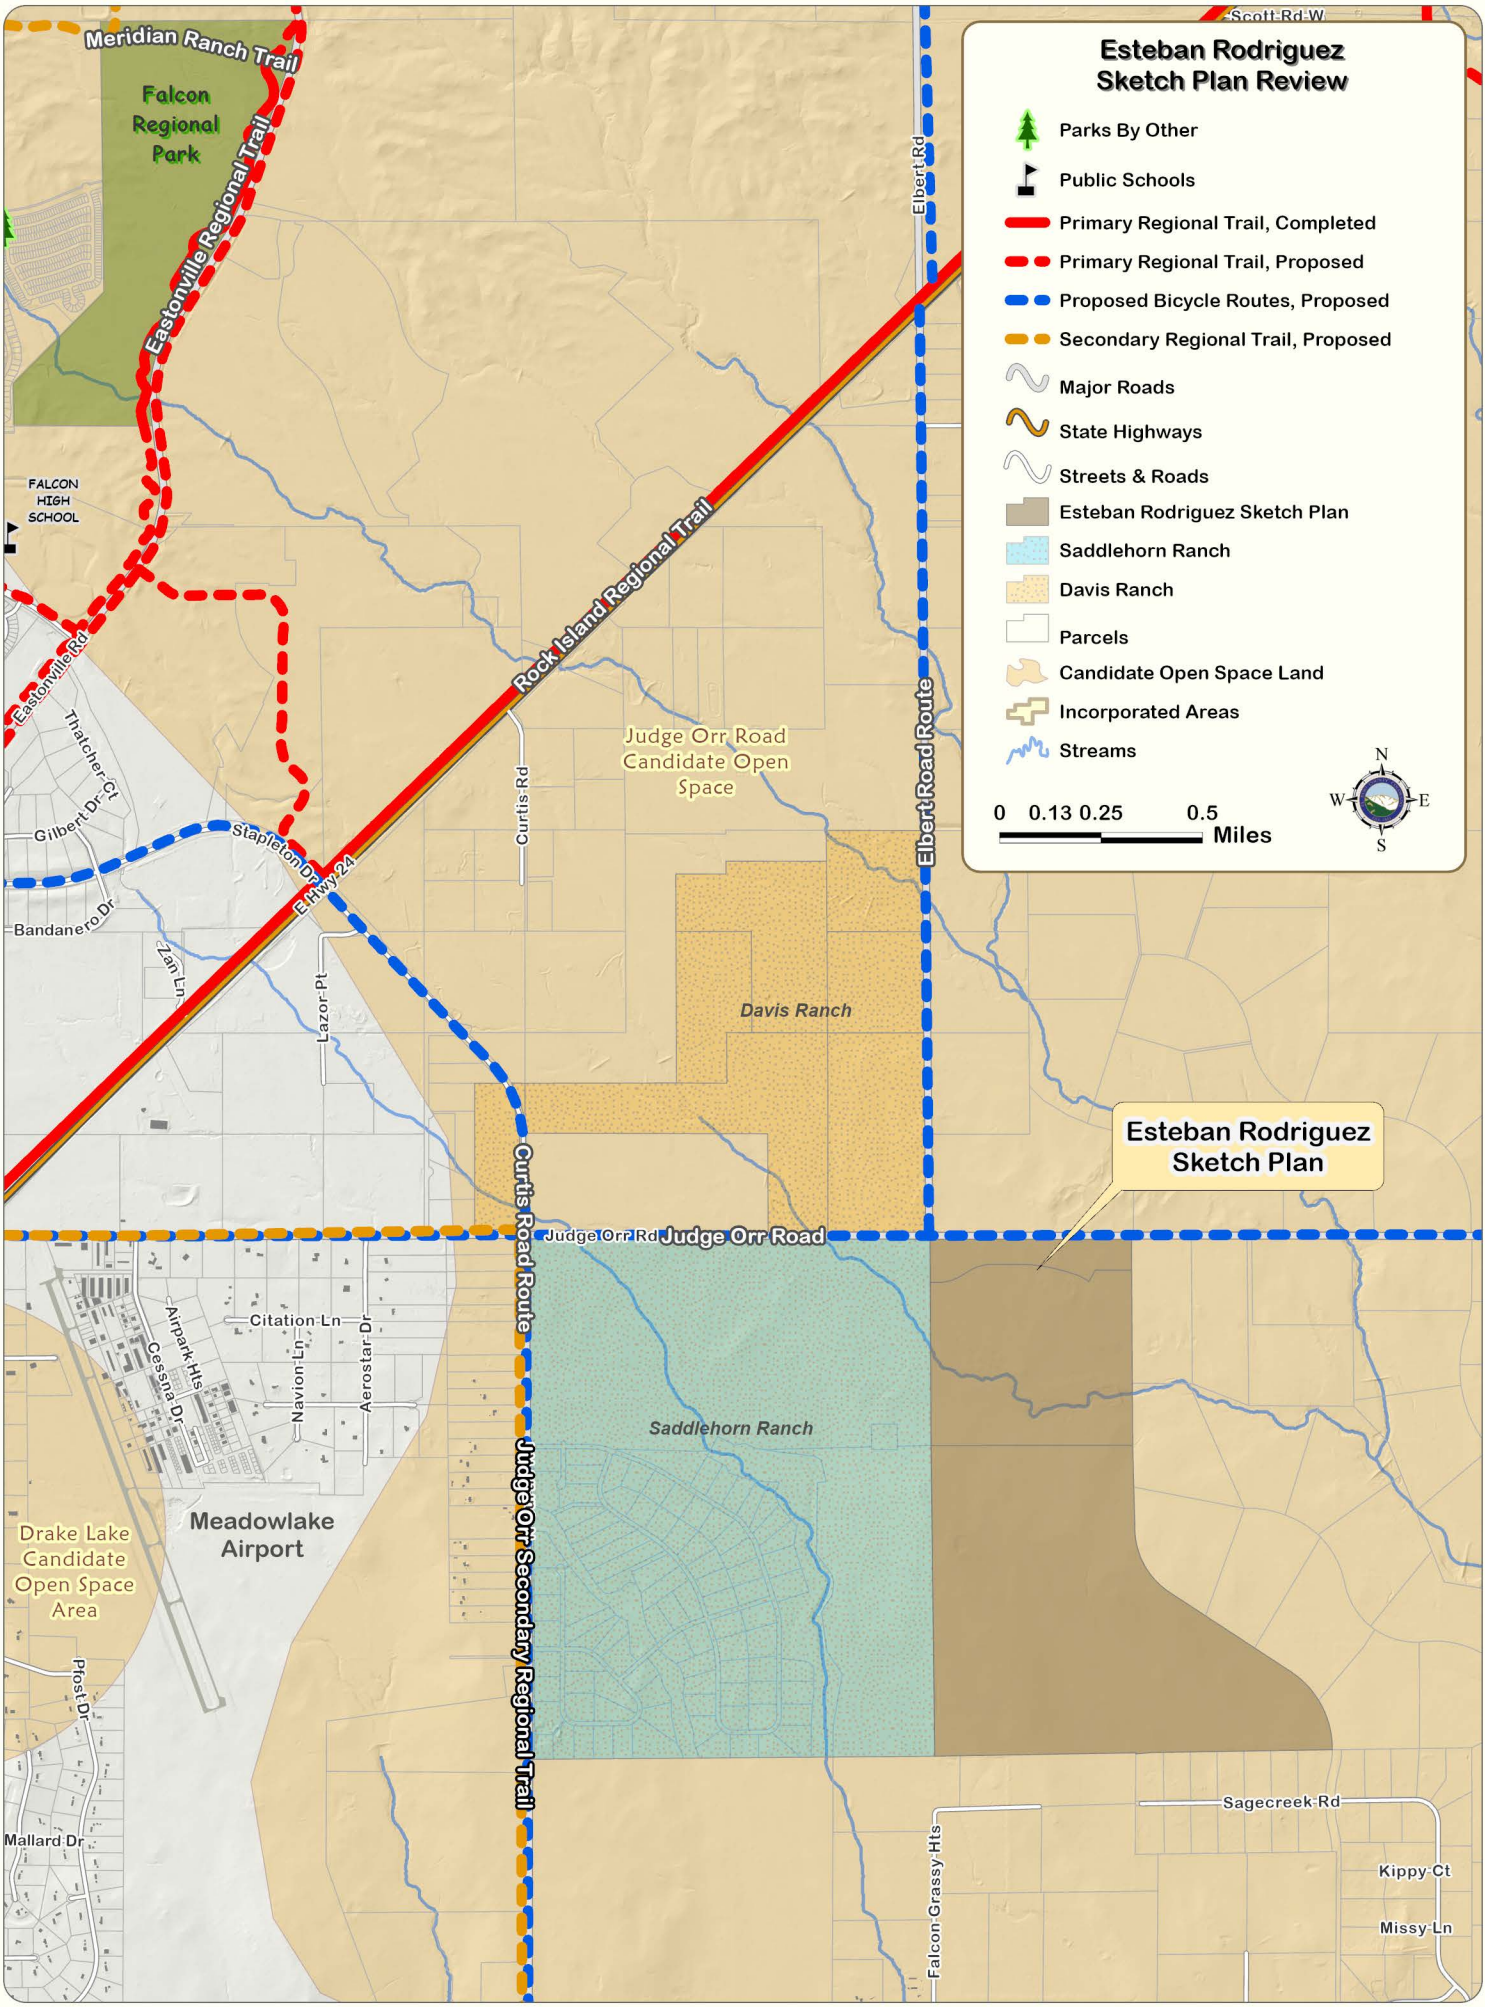 Scott Rd W
Esteban Rodriguez
Sketch Plan Review
Parks By Other
Public Schools
Primary Regional Trail, Completed
Primary Regional Trail, Proposed
Proposed Bicycle Routes, Proposed
Secondary Regional Trail, Proposed
Major Roads
State Highways
Streets & Roads
Esteban Rodriguez Sketch Plan
Saddlehorn Ranch
Davis Ranch
Parcels
Candidate Open Space Land
Incorporated Areas
Streams
N
W
E
S
0 0.13 0.25 0.5
Miles
Meridian Ranch Trail
Falcon
Regional
Park
Eastonville Regional Trail
Elbert Rd
FALCON
HIGH
SCHOOL
Rock Island Regional Trail
Eastonville Rd
Thatcher Ct
Gilbert Dr
Judge Orr Road
Candidate Open
Space
Curtis Rd
Elbert Road Route
Stapleton Dr
E Hwy 24
Bandanero Dr
Zan Ln
Lazor Pt
Davis Ranch
Esteban Rodriguez
Sketch Plan
Curtis Road Route
Judge Orr Rd
Judge Orr Road
Airpark Hts
Cessna Dr
Citation Ln
Navion Ln
Aerostar Dr
Saddlehorn Ranch
Meadowlake
Airport
Drake Lake
Candidate
Open Space
Area
Judge Orr Secondary Regional Trail
Pfost Dr
Mallard Dr
Sagecreek Rd
Falcon Grassy Hts
Kippy Ct
Missy Ln